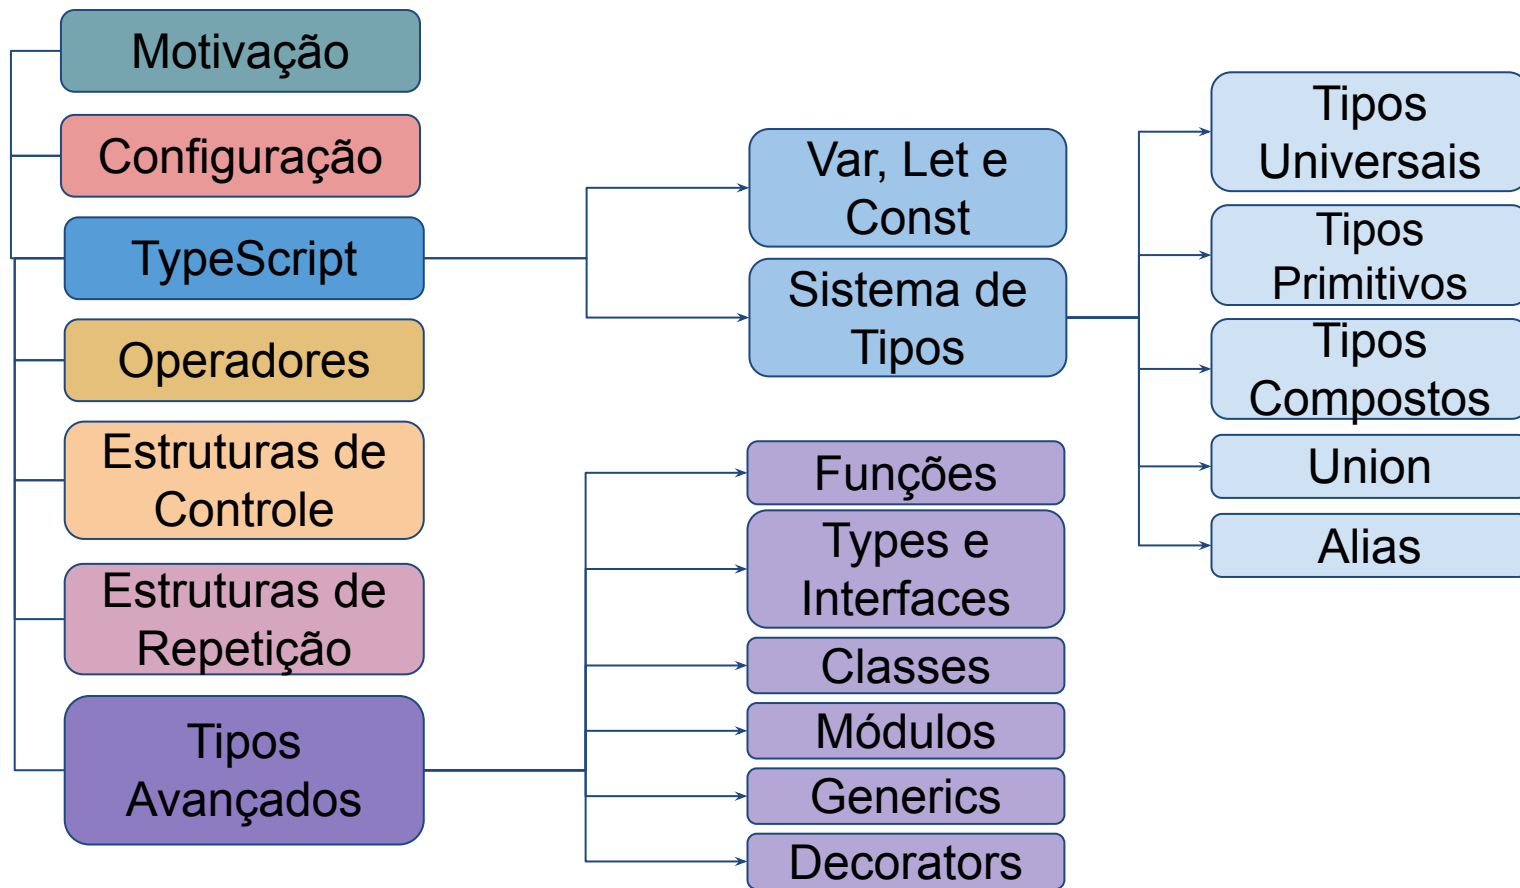 Motivação
Configuração
TypeScript
Operadores
Estruturas de
Controle
Estruturas de
Repetição
Tipos
Avançados
Var, Let e
Const
Sistema de
Tipos
Funções
Types e
Interfaces
Classes
Módulos
Generics
Decorators
Tipos
Universais
Tipos
Primitivos
Tipos
Compostos
Union
Alias